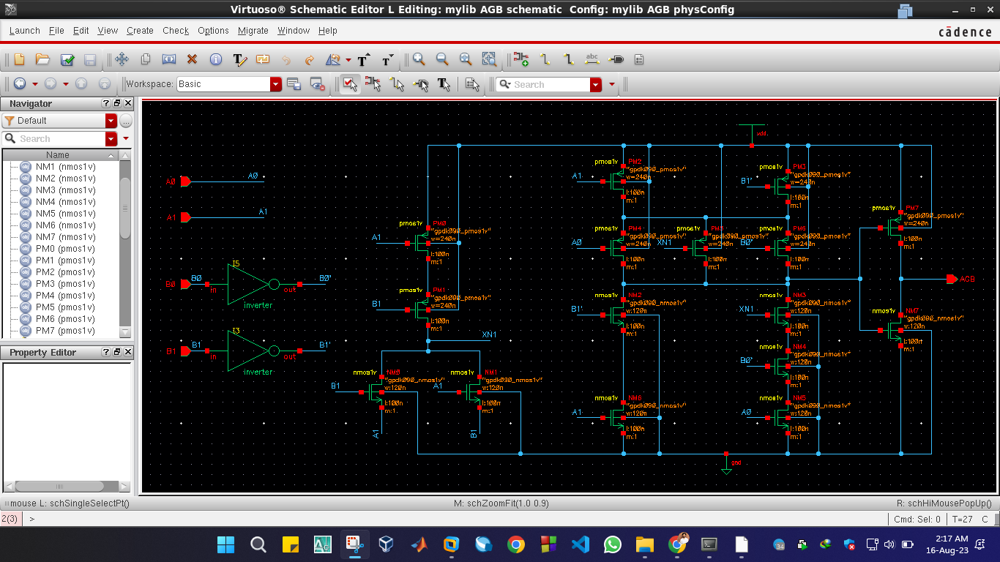 Virtuoso® Schematic Editor L Editing: mylib AGB schematic Config: mylib AGB physConfig
Launch File Edit View Create Check Options Migrate Window Help
cādence
Workspace: Basic
Search
Navigator
Default
Search
Name
NM1 (nmos1v)
NM2 (nmos1v)
NM3 (nmos1v)
NM4 (nmos1v)
NM5 (nmos1v)
NM6 (nmos1v)
NM7 (nmos1v)
PM0 (pmos1v)
PM1 (pmos1v)
PM2 (pmos1v)
PM3 (pmos1v)
PM4 (pmos1v)
PM5 (pmos1v)
PM6 (pmos1v)
PM7 (pmos1v)
Property Editor
A0 A0
A1 A1
B0 B0 in I5 out B0'
inverter
B1 B1 in I3 out B1'
inverter
vdd
pmos1v PM0
"gpdk090_pmos1v"
A1 w=240n
l:100n
m:1
pmos1v PM1
"gpdk090_pmos1v"
B1 w=240n
l:100n
XN1
nmos1v NM0
"gpdk090_nmos1v"
B1 w:120n
l:100n
m:1
A1
nmos1v NM1
"gpdk090_nmos1v"
A1 w:120n
l:100n
m:1
B1
pmos1v PM2
"gpdk090_pmos1v"
A1 w=240n
l:100n
m:1
pmos1v PM3
"gpdk090_pmos1v"
B1' w=240n
l:100n
m:1
pmos1v PM4
"gpdk090_pmos1v"
A0 w=240n
l:100n
m:1
pmos1v PM5
XN1
l:100n
m:1
pmos1v PM6
"gpdk090_pmos1v"
B0' w=240n
l:100n
m:1
pmos1v PM7
"gpdk090_pmos1v"
w=240n
l:100n
m:1
AGB
nmos1v NM2
"gpdk090_nmos1v"
B1' w:120n
l:100n
m:1
nmos1v NM3
"gpdk090_nmos1v"
XN1 w:120n
l:100n
m:1
nmos1v NM4
"gpdk090_nmos1v"
B0' w:120n
l:100n
m:1
nmos1v NM5
"gpdk090_nmos1v"
A0 w:120n
l:100n
m:1
nmos1v NM6
"gpdk090_nmos1v"
A1 w:120n
l:100n
m:1
nmos1v NM7
"gpdk090_nmos1v"
w:120n
l:100n
m:1
gnd
mouse L: schSingleSelectPt() M: schZoomFit(1.0 0.9) R: schHiMousePopUp()
2(3) > Cmd: Sel: 0 T=27 C
34
2:17 AM
16-Aug-23